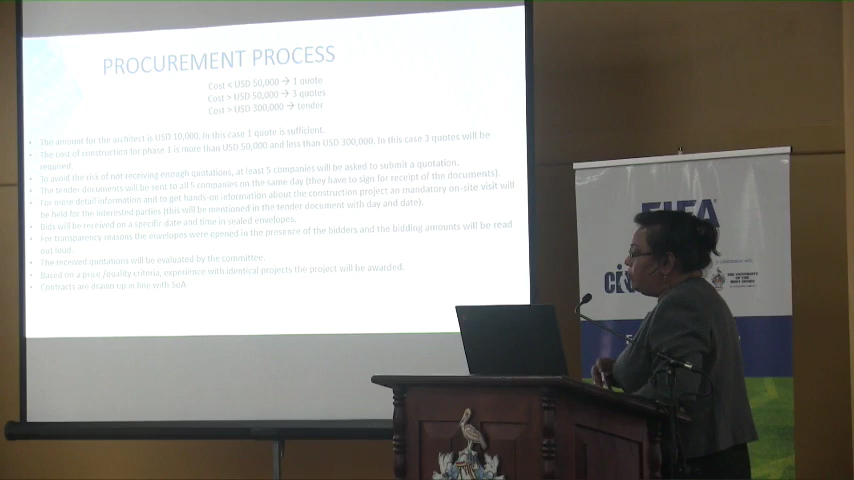 PROCUREMENT PROCESS
Cost < USD 50,000 → 1 quote
Cost > USD 50,000 → 3 quotes
Cost > USD 300,000 → tender
• The amount for the architect is USD 10,000. In this case 1 quote is sufficient.
• The cost of construction for phase 1 is more than USD 50,000 and less than USD 300,000. In this case 3 quotes will be
required.
• To avoid the risk of not receiving enough quotations, at least 5 companies will be asked to submit a quotation.
• The tender documents will be sent to all 5 companies on the same day (they have to sign for receipt of the documents).
• For more detail information and to get hands-on information about the construction project an mandatory on-site visit will
be held for the interested parties (this will be mentioned in the tender document with day and date).
• Bids will be received on a specific date and time in sealed envelopes.
• For transparency reasons the envelopes were opened in the presence of the bidders and the bidding amounts will be read
out loud.
• The received quotations will be evaluated by the committee.
• Based on a price /quality criteria, experience with identical projects the project will be awarded.
• Contracts are drawn up in line with SoA
FIFA
THE UNIVERSITY
OF THE
WEST INDIES